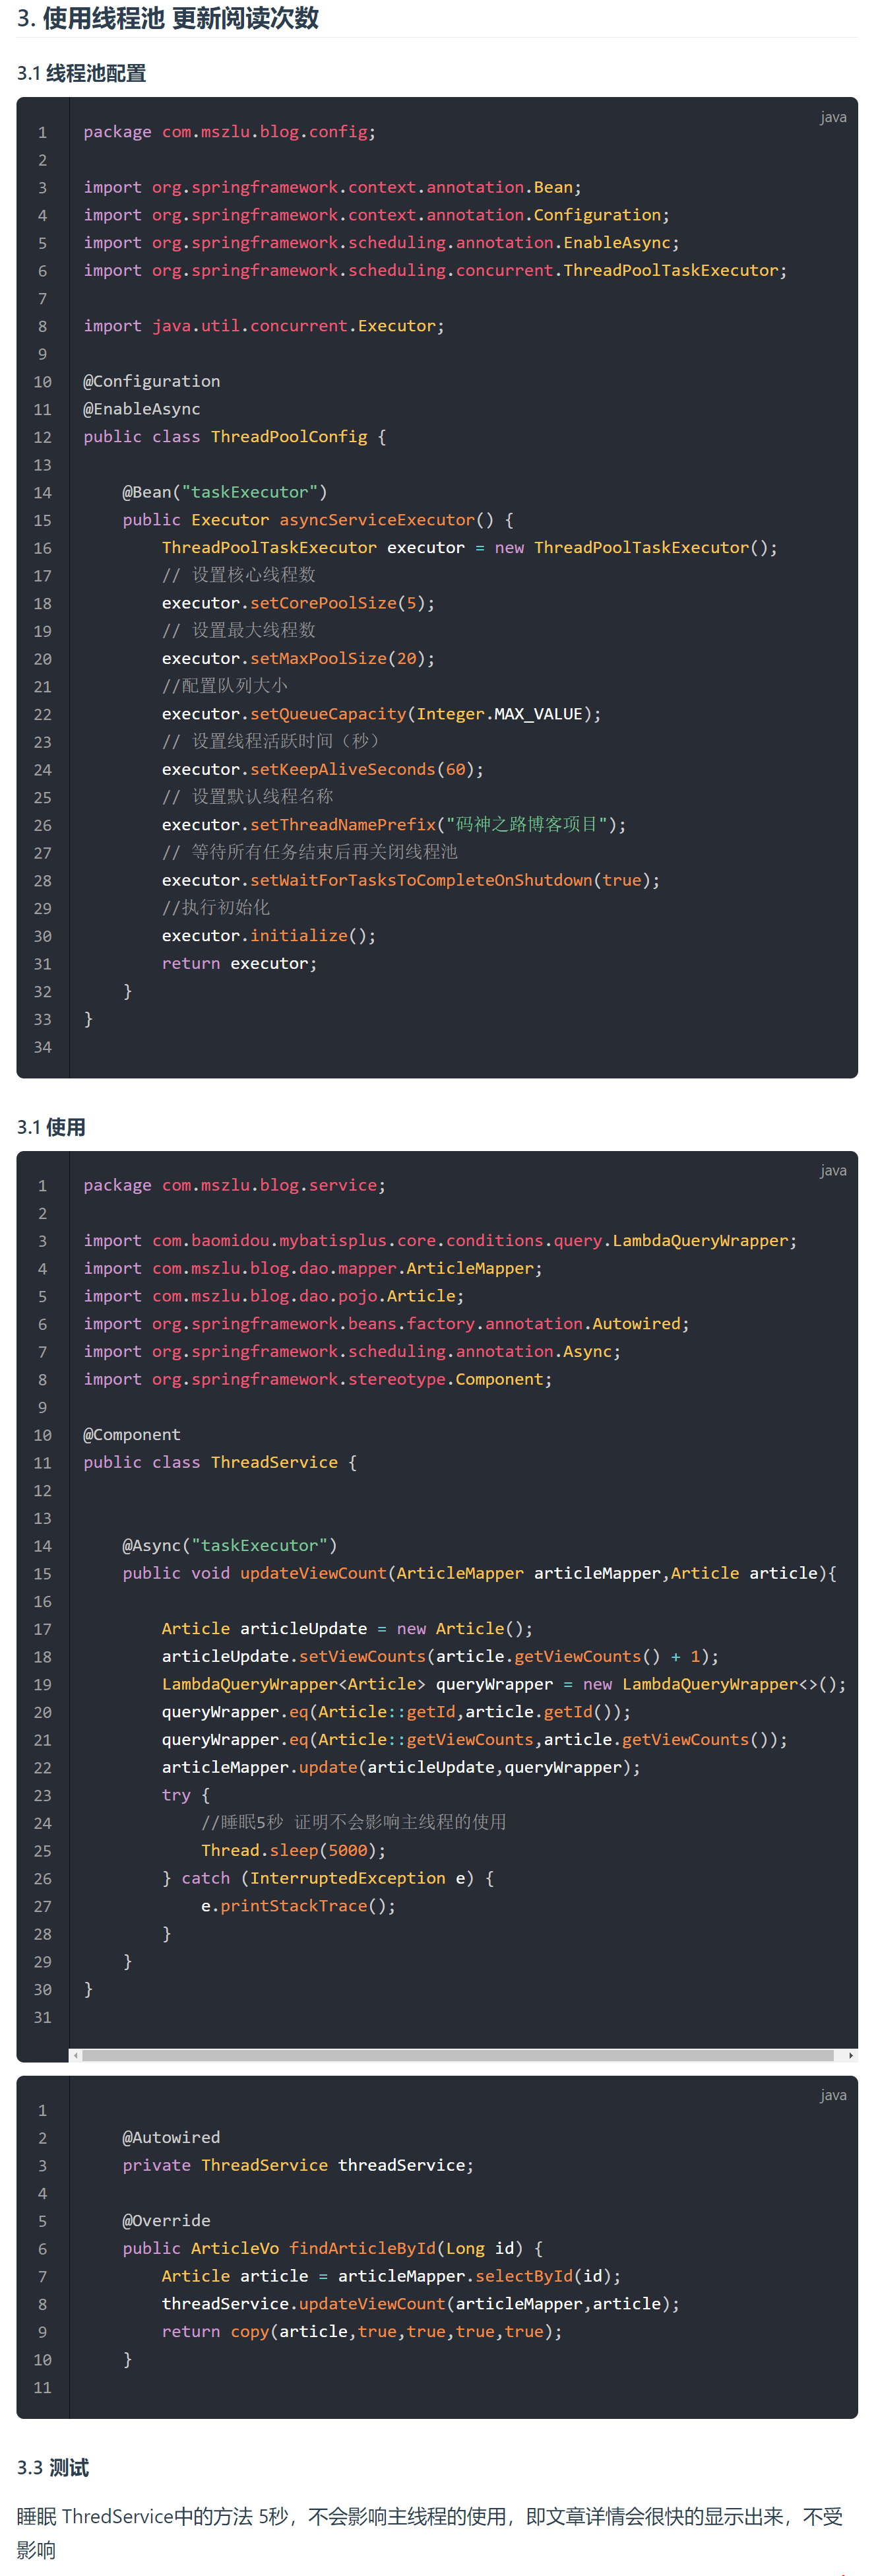 3. 使用线程池 更新阅读次数
3.1 线程池配置
java
1 package com.mszlu.blog.config;
2
3 import org.springframework.context.annotation.Bean;
4 import org.springframework.context.annotation.Configuration;
5 import org.springframework.scheduling.annotation.EnableAsync;
6 import org.springframework.scheduling.concurrent.ThreadPoolTaskExecutor;
7
8 import java.util.concurrent.Executor;
9
10 @Configuration
11 @EnableAsync
12 public class ThreadPoolConfig {
13
14     @Bean("taskExecutor")
15     public Executor asyncServiceExecutor() {
16         ThreadPoolTaskExecutor executor = new ThreadPoolTaskExecutor();
17         // 设置核心线程数
18         executor.setCorePoolSize(5);
19         // 设置最大线程数
20         executor.setMaxPoolSize(20);
21         //配置队列大小
22         executor.setQueueCapacity(Integer.MAX_VALUE);
23         // 设置线程活跃时间（秒）
24         executor.setKeepAliveSeconds(60);
25         // 设置默认线程名称
26         executor.setThreadNamePrefix("码神之路博客项目");
27         // 等待所有任务结束后再关闭线程池
28         executor.setWaitForTasksToCompleteOnShutdown(true);
29         //执行初始化
30         executor.initialize();
31         return executor;
32     }
33 }
34
3.1 使用
java
1 package com.mszlu.blog.service;
2
3 import com.baomidou.mybatisplus.core.conditions.query.LambdaQueryWrapper;
4 import com.mszlu.blog.dao.mapper.ArticleMapper;
5 import com.mszlu.blog.dao.pojo.Article;
6 import org.springframework.beans.factory.annotation.Autowired;
7 import org.springframework.scheduling.annotation.Async;
8 import org.springframework.stereotype.Component;
9
10 @Component
11 public class ThreadService {
12
13
14     @Async("taskExecutor")
15     public void updateViewCount(ArticleMapper articleMapper,Article article){
16
17         Article articleUpdate = new Article();
18         articleUpdate.setViewCounts(article.getViewCounts() + 1);
19         LambdaQueryWrapper<Article> queryWrapper = new LambdaQueryWrapper<>();
20         queryWrapper.eq(Article::getId,article.getId());
21         queryWrapper.eq(Article::getViewCounts,article.getViewCounts());
22         articleMapper.update(articleUpdate,queryWrapper);
23         try {
24             //睡眠5秒 证明不会影响主线程的使用
25             Thread.sleep(5000);
26         } catch (InterruptedException e) {
27             e.printStackTrace();
28         }
29     }
30 }
31
java
1
2     @Autowired
3     private ThreadService threadService;
4
5     @Override
6     public ArticleVo findArticleById(Long id) {
7         Article article = articleMapper.selectById(id);
8         threadService.updateViewCount(articleMapper,article);
9         return copy(article,true,true,true,true);
10     }
11
3.3 测试
睡眠 ThredService中的方法 5秒，不会影响主线程的使用，即文章详情会很快的显示出来，不受
影响